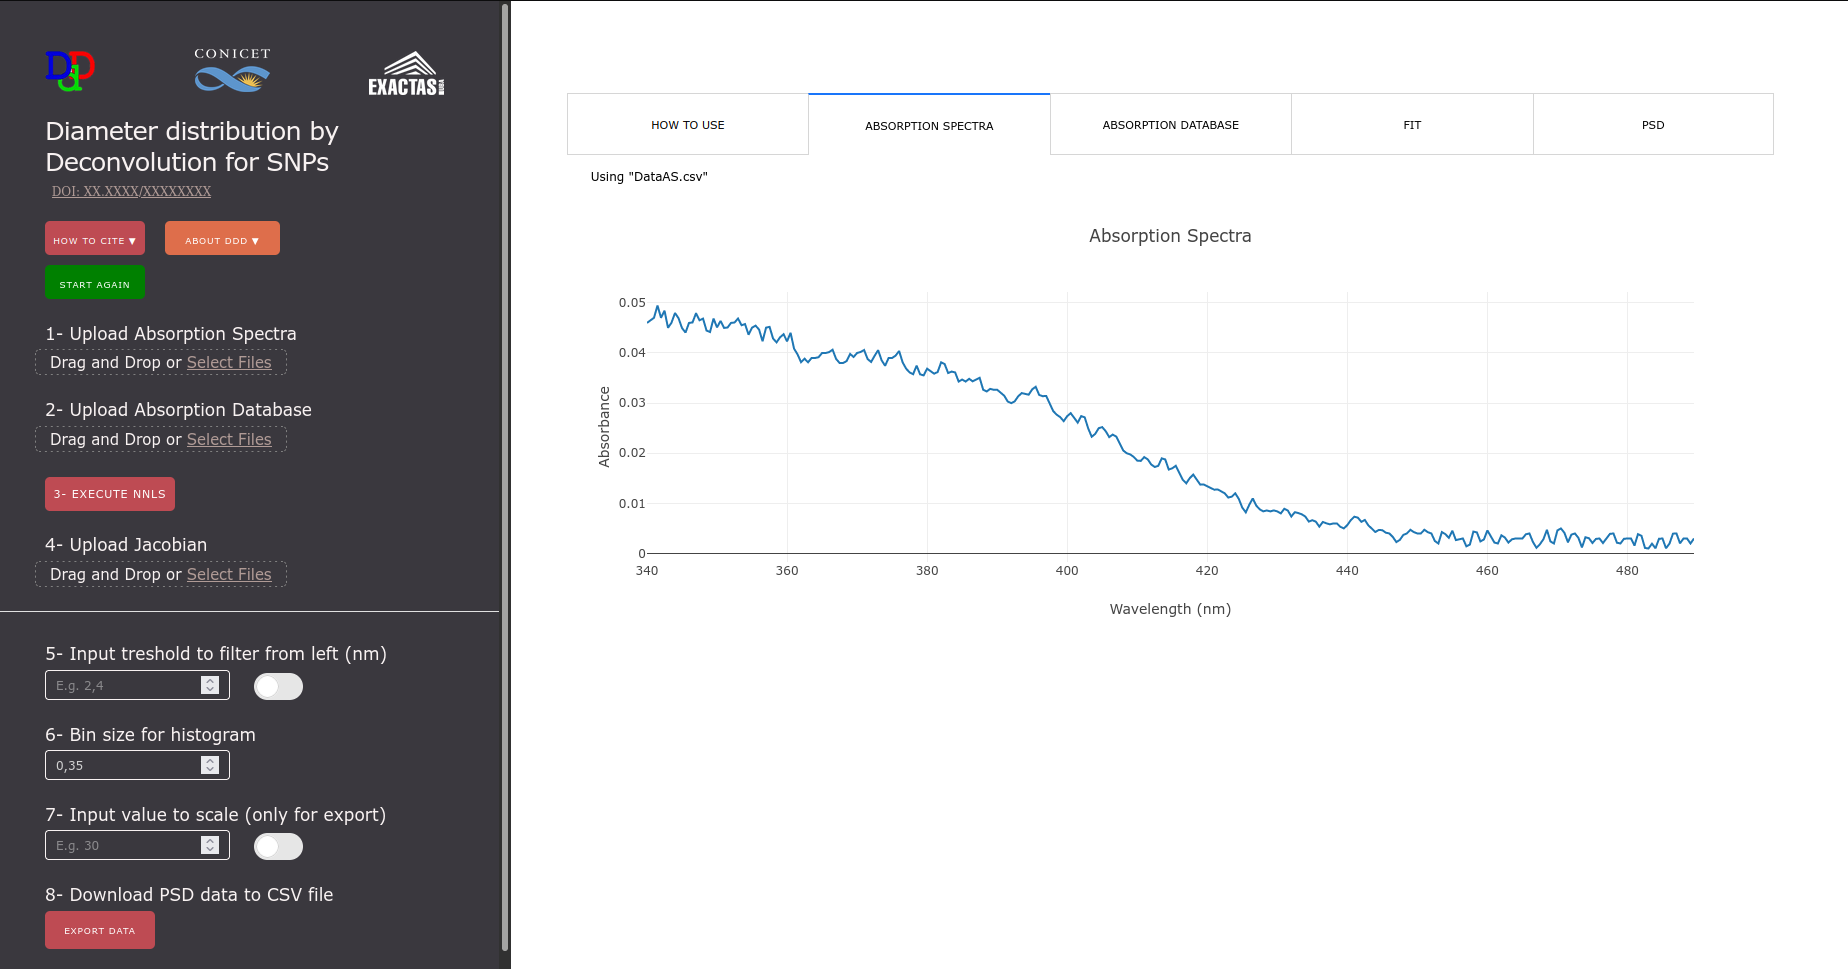 DdD
CONICET
EXACTAS UBA
Diameter distribution by
Deconvolution for SNPs
DOI: XX.XXXX/XXXXXXXX
HOW TO CITE ▼
ABOUT DDD ▼
START AGAIN
1- Upload Absorption Spectra
Drag and Drop or Select Files
2- Upload Absorption Database
Drag and Drop or Select Files
3- EXECUTE NNLS
4- Upload Jacobian
Drag and Drop or Select Files
5- Input treshold to filter from left (nm)
E.g. 2,4
6- Bin size for histogram
0,35
7- Input value to scale (only for export)
E.g. 30
8- Download PSD data to CSV file
EXPORT DATA
HOW TO USE
ABSORPTION SPECTRA
ABSORPTION DATABASE
FIT
PSD
Using "DataAS.csv"
Absorption Spectra
Absorbance
0.05
0.04
0.03
0.02
0.01
0
340 360 380 400 420 440 460 480
Wavelength (nm)